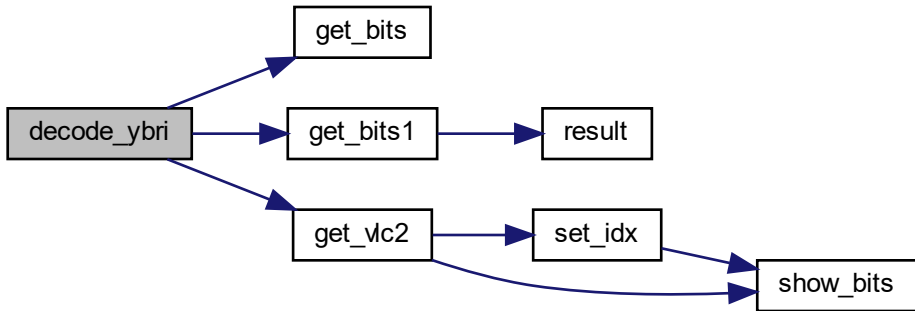 get_bits
decode_ybri
get_bits1
result
get_vlc2
set_idx
show_bits